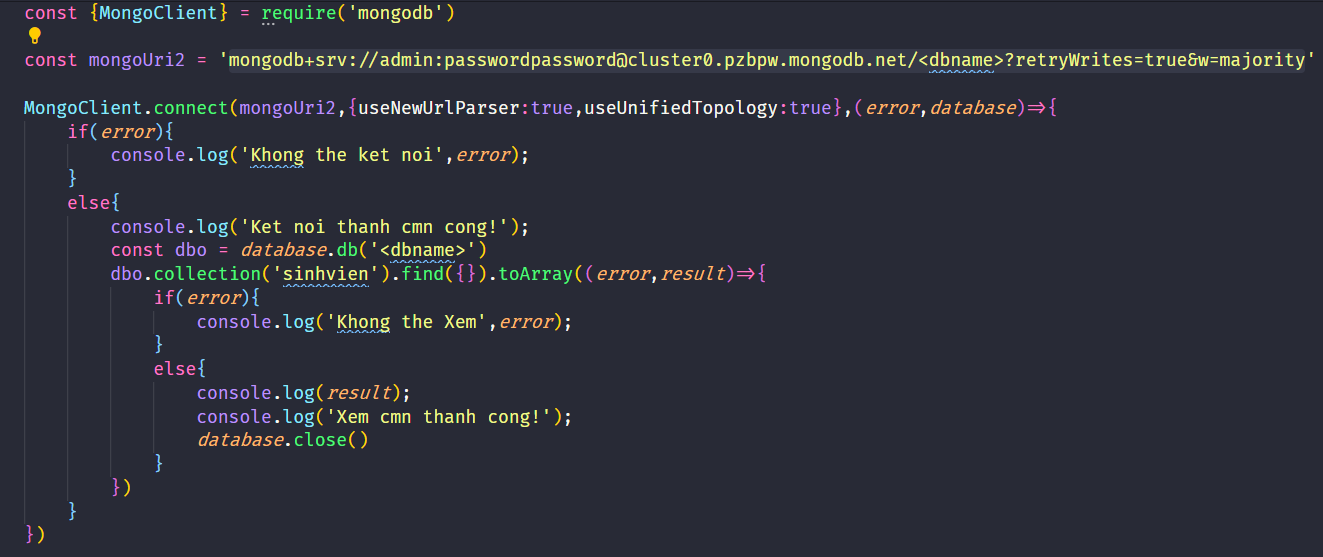 const {MongoClient} = require('mongodb')
const mongoUri2 = 'mongodb+srv://admin:passwordpassword@cluster0.pzbpw.mongodb.net/<dbname>?retryWrites=true&w=majority'
MongoClient.connect(mongoUri2,{useNewUrlParser:true,useUnifiedTopology:true},(error,database)=>{
if(error){
console.log('Khong the ket noi',error);
}
else{
console.log('Ket noi thanh cmn cong!');
const dbo = database.db('<dbname>')
dbo.collection('sinhvien').find({}).toArray((error,result)=>{
if(error){
console.log('Khong the Xem',error);
}
else{
console.log(result);
console.log('Xem cmn thanh cong!');
database.close()
}
})
}
})